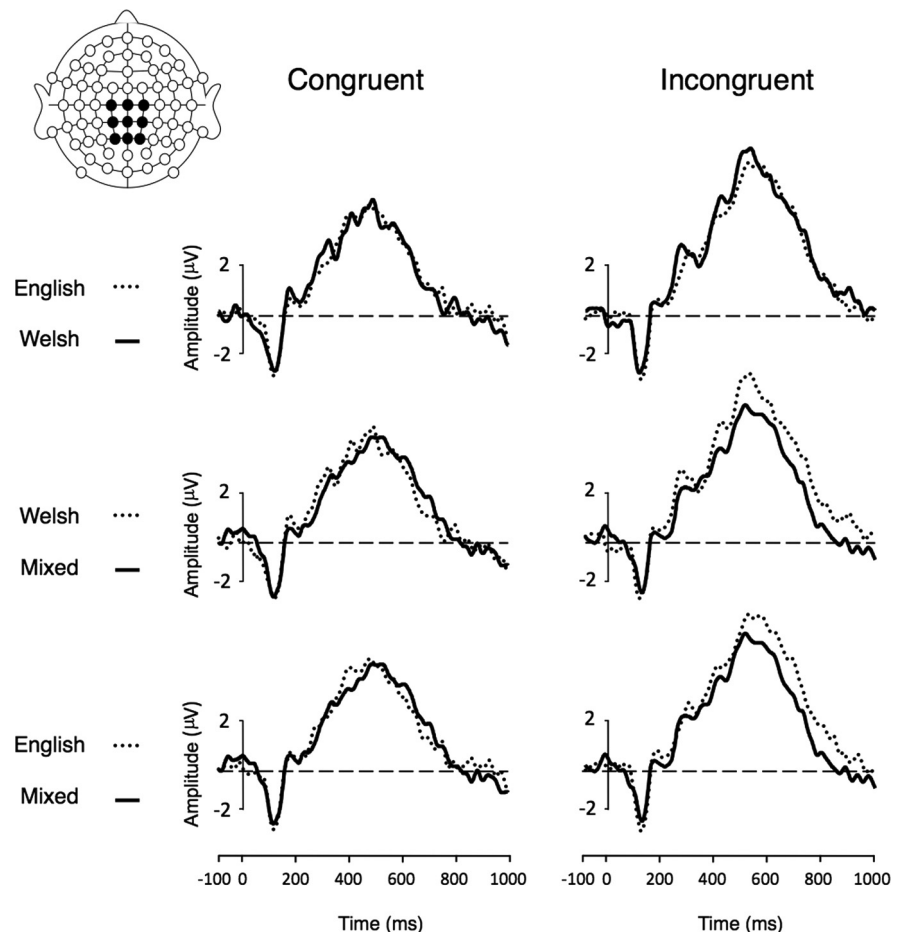 Congruent
Incongruent
English
Welsh
Amplitude (μV)
2
-2
Amplitude (μV)
2
-2
Welsh
Mixed
Amplitude (μV)
2
-2
Amplitude (μV)
2
-2
English
Mixed
Amplitude (μV)
2
-2
Amplitude (μV)
2
-2
-100 0 200 400 600 800 1000
-100 0 200 400 600 800 1000
Time (ms)
Time (ms)